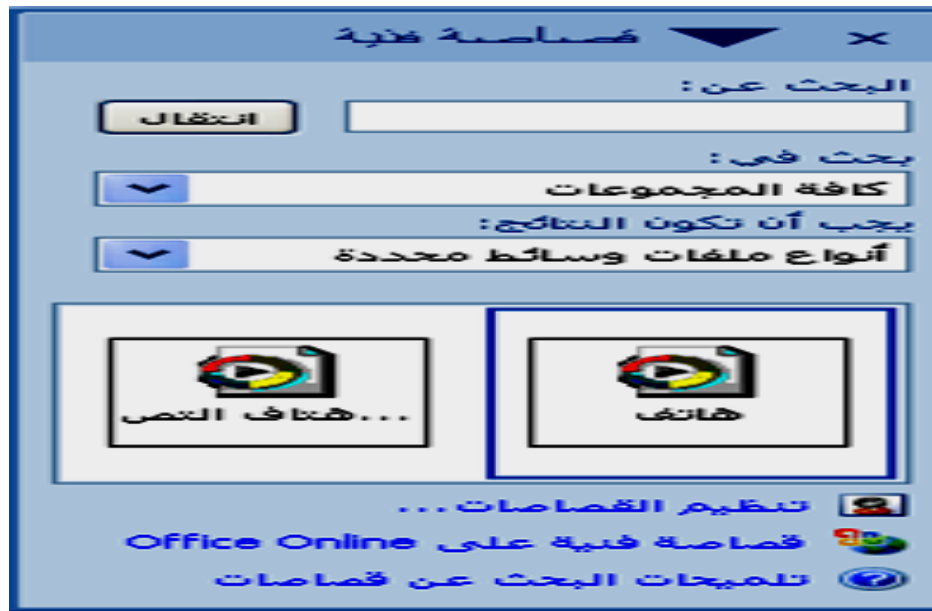 قصاصة فنية
البحث عن:
انتقال
بحث في:
كافة المجموعات
يجب أن تكون النتائج:
أنواع ملفات وسائط محددة
هاتف
هتاف النص...
تنظيم القصاصات...
قصاصة فنية على Office Online
تلميحات البحث عن قصاصات